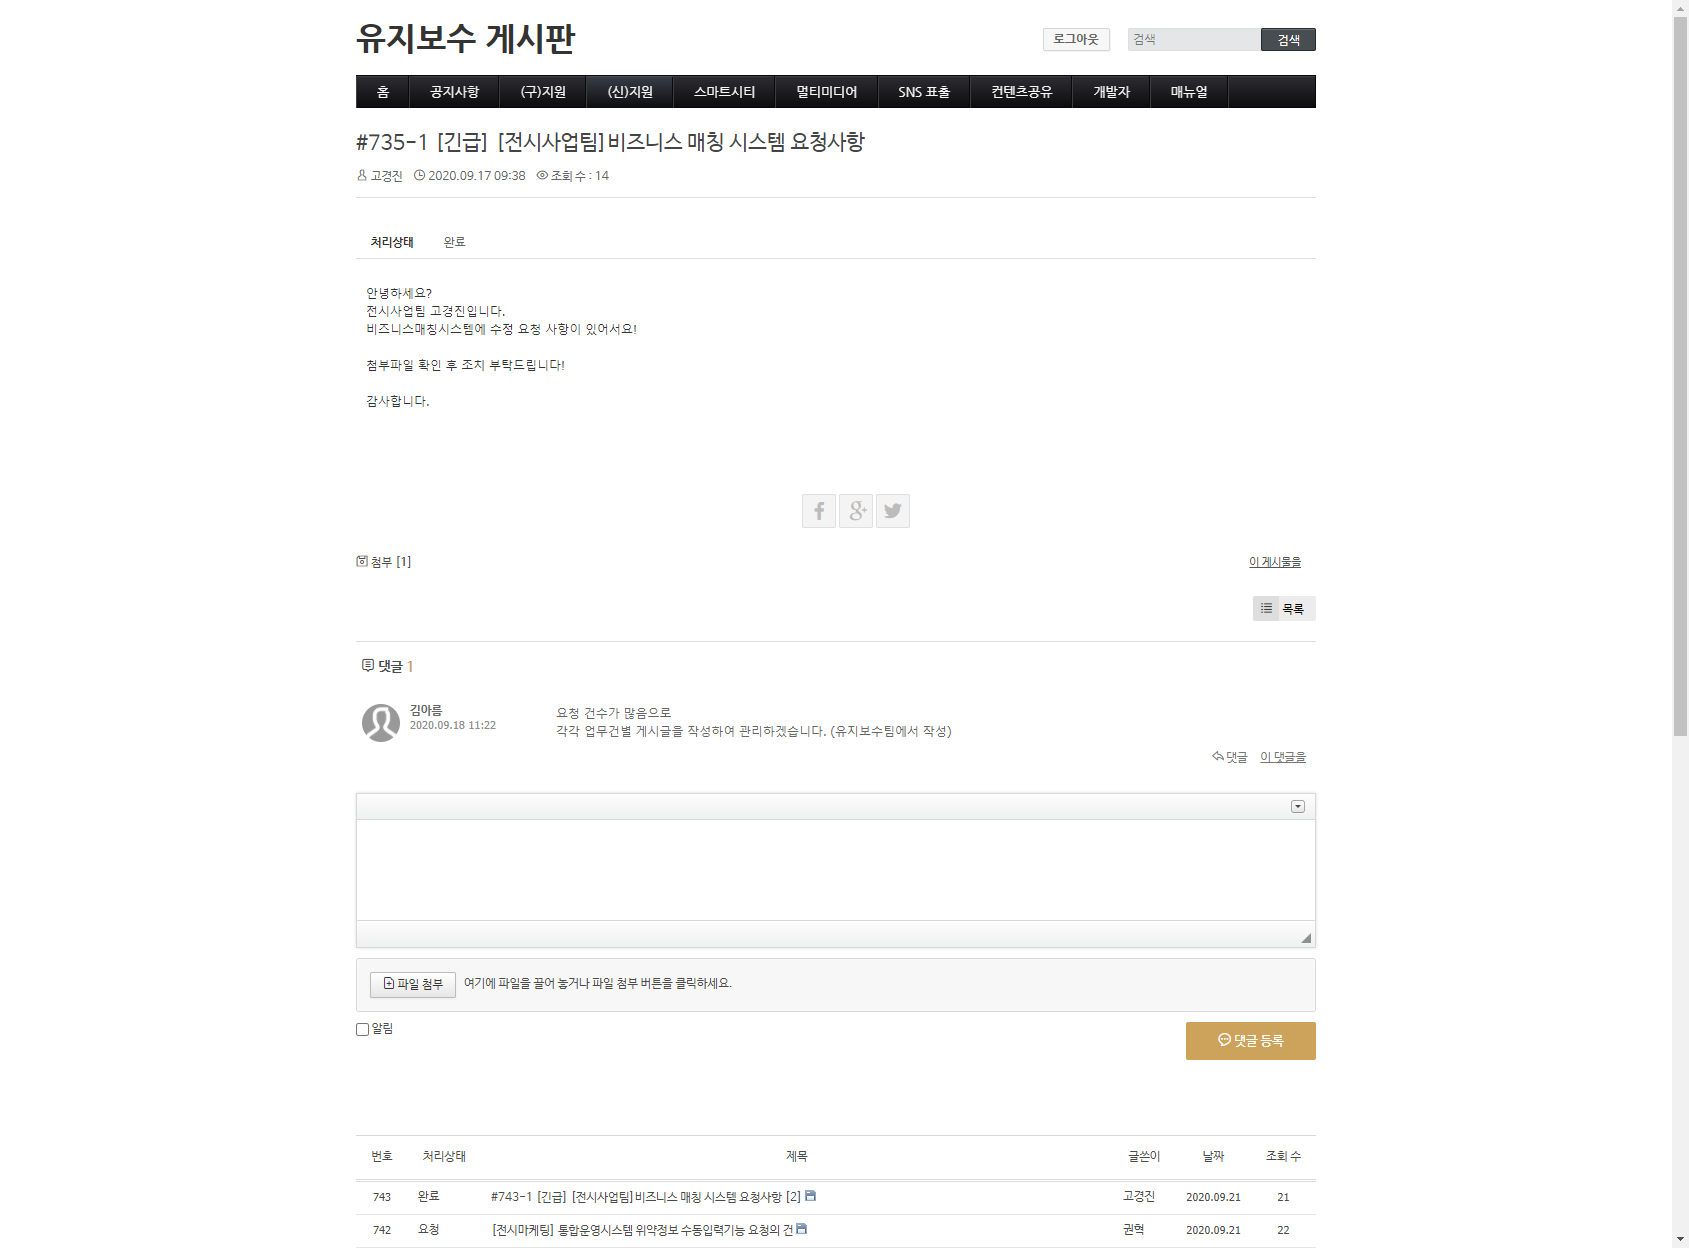 유지보수 게시판
로그아웃
검색
검색
홈 공지사항 (구)지원 (신)지원 스마트시티 멀티미디어 SNS 표출 컨텐츠공유 개발자 매뉴얼
#735-1 [긴급] [전시사업팀]비즈니스 매칭 시스템 요청사항
고경진 2020.09.17 09:38 조회 수 : 14
처리상태 완료
안녕하세요?
전시사업팀 고경진입니다.
비즈니스매칭시스템에 수정 요청 사항이 있어서요!
첨부파일 확인 후 조치 부탁드립니다!
감사합니다.
f g+
첨부 [1]
이 게시물을
목록
댓글 1
김아름
2020.09.18 11:22
요청 건수가 많음으로
각각 업무건별 게시글을 작성하여 관리하겠습니다. (유지보수팀에서 작성)
댓글 이 댓글을
파일 첨부 여기에 파일을 끌어 놓거나 파일 첨부 버튼을 클릭하세요.
알림
댓글 등록
번호 처리상태 제목 글쓴이 날짜 조회 수
743 완료 #743-1 [긴급] [전시사업팀]비즈니스 매칭 시스템 요청사항 [2] 고경진 2020.09.21 21
742 요청 [전시마케팅] 통합운영시스템 위약정보 수동입력기능 요청의 건 권혁 2020.09.21 22